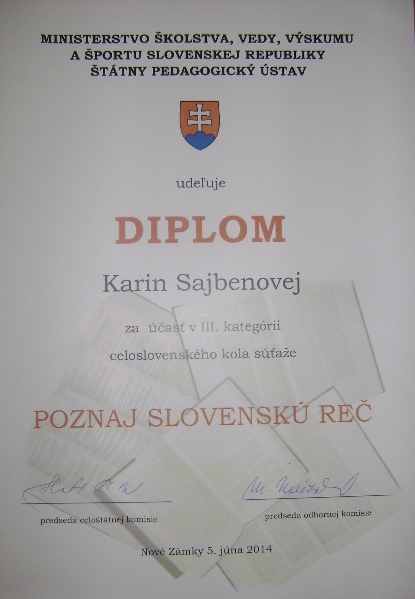 MINISTERSTVO ŠKOLSTVA, VEDY, VÝSKUMU
A ŠPORTU SLOVENSKEJ REPUBLIKY
ŠTÁTNY PEDAGOGICKÝ ÚSTAV
udeľuje
DIPLOM
Karin Sajbenovej
za účasť v III. kategórii
celoslovenského kola súťaže
POZNAJ SLOVENSKÚ REČ
predseda celoštátnej komisie
predseda odbornej komisie
Nové Zámky 5. júna 2014